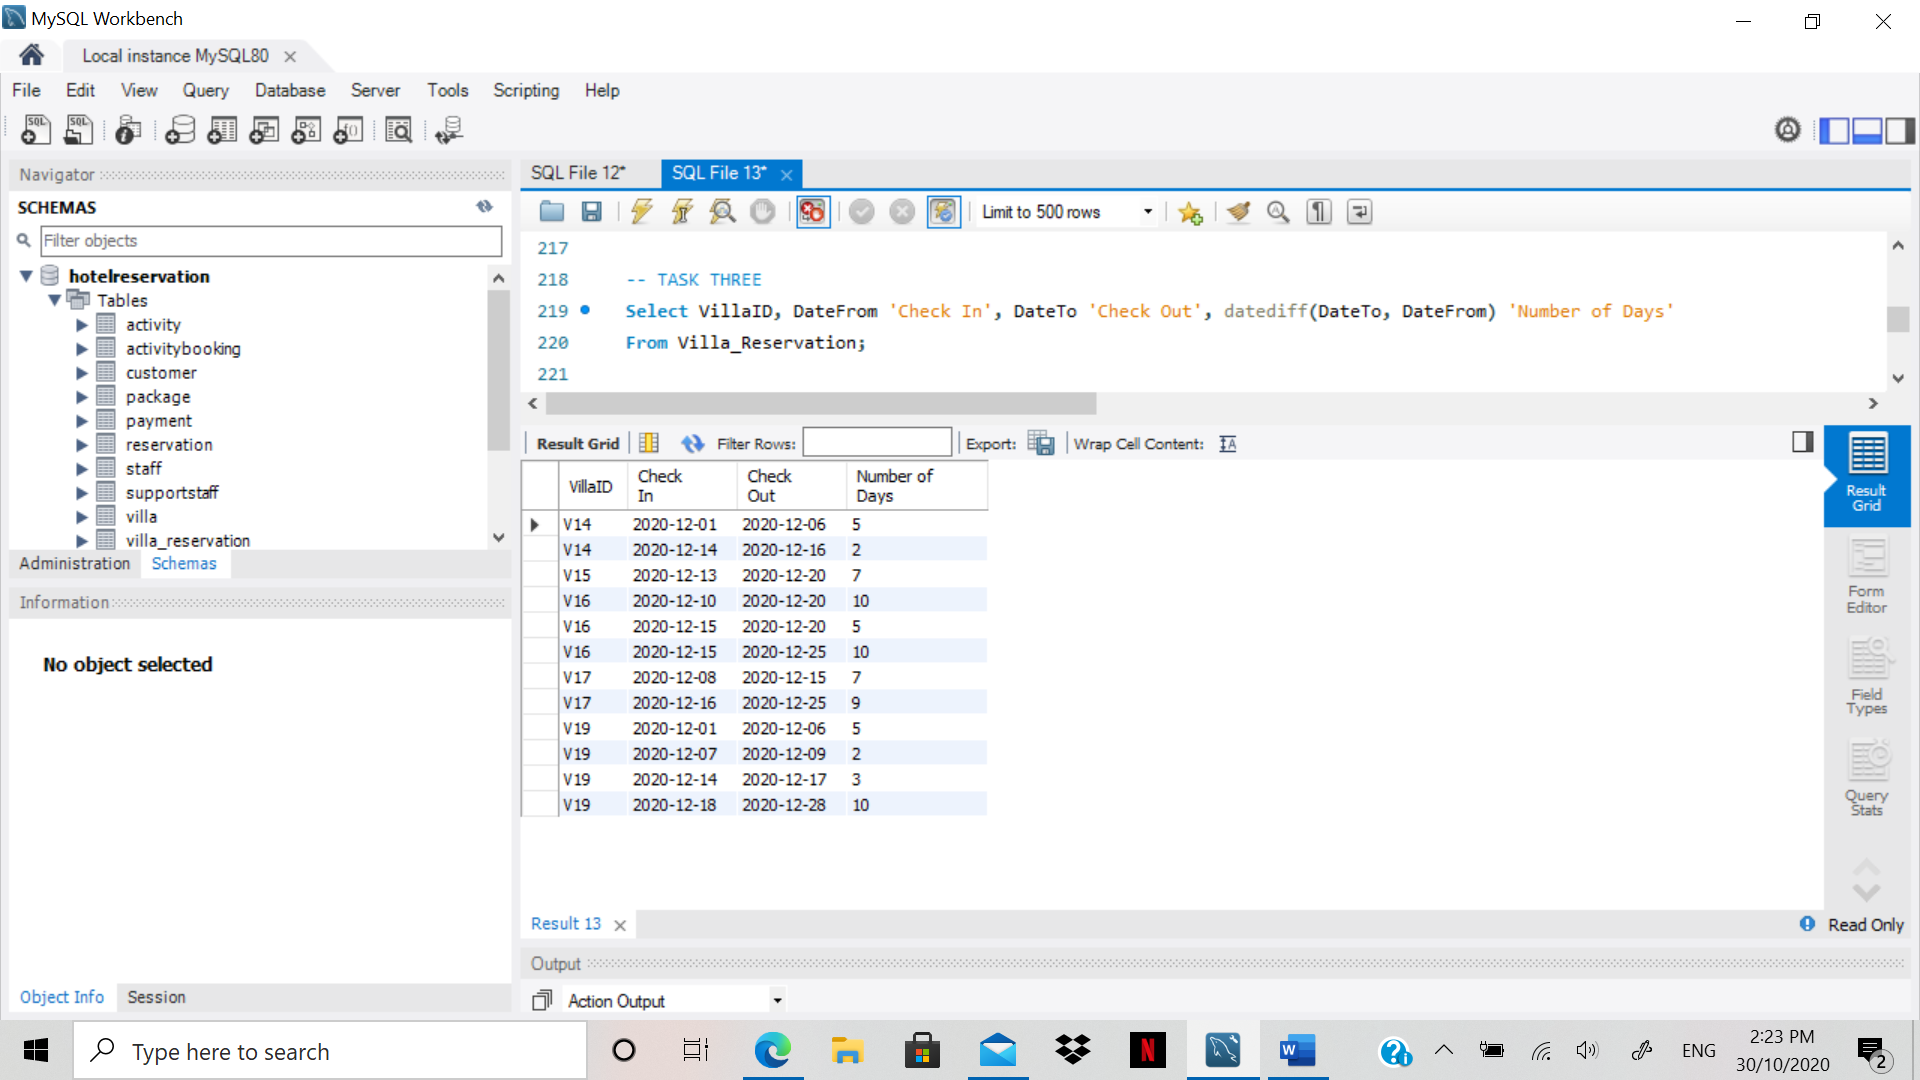 MySQL Workbench
Local instance MySQL80
File Edit View Query Database Server Tools Scripting Help
Navigator
SCHEMAS
Filter objects
hotelreservation
Tables
activity
activitybooking
customer
package
payment
reservation
staff
supportstaff
villa
villa_reservation
Administration Schemas
Information
No object selected
Object Info Session
SQL File 12* SQL File 13*
Limit to 500 rows
217
218 -- TASK THREE
219 Select VillaID, DateFrom 'Check In', DateTo 'Check Out', datediff(DateTo, DateFrom) 'Number of Days'
220 From Villa_Reservation;
221
Result Grid Filter Rows: Export: Wrap Cell Content:
VillaID Check In Check Out Number of Days
V14 2020-12-01 2020-12-06 5
V14 2020-12-14 2020-12-16 2
V15 2020-12-13 2020-12-20 7
V16 2020-12-10 2020-12-20 10
V16 2020-12-15 2020-12-20 5
V16 2020-12-15 2020-12-25 10
V17 2020-12-08 2020-12-15 7
V17 2020-12-16 2020-12-25 9
V19 2020-12-01 2020-12-06 5
V19 2020-12-07 2020-12-09 2
V19 2020-12-14 2020-12-17 3
V19 2020-12-18 2020-12-28 10
Result Grid
Form Editor
Field Types
Query Stats
Result 13
Read Only
Output
Action Output
Type here to search
ENG
2:23 PM
30/10/2020
2